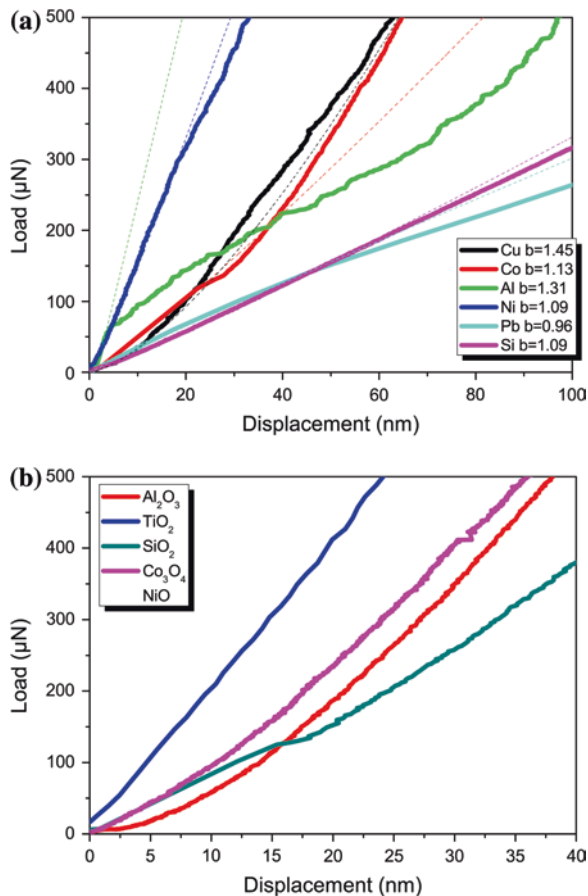 (a)
500
400
300
200
100
0
Load (µN)
Cu b=1.45
Co b=1.13
Al b=1.31
Ni b=1.09
Pb b=0.96
Si b=1.09
0 20 40 60 80 100
Displacement (nm)
(b)
500
400
300
200
100
0
Load (µN)
Al₂O₃
TiO₂
SiO₂
Co₃O₄
NiO
0 5 10 15 20 25 30 35 40
Displacement (nm)